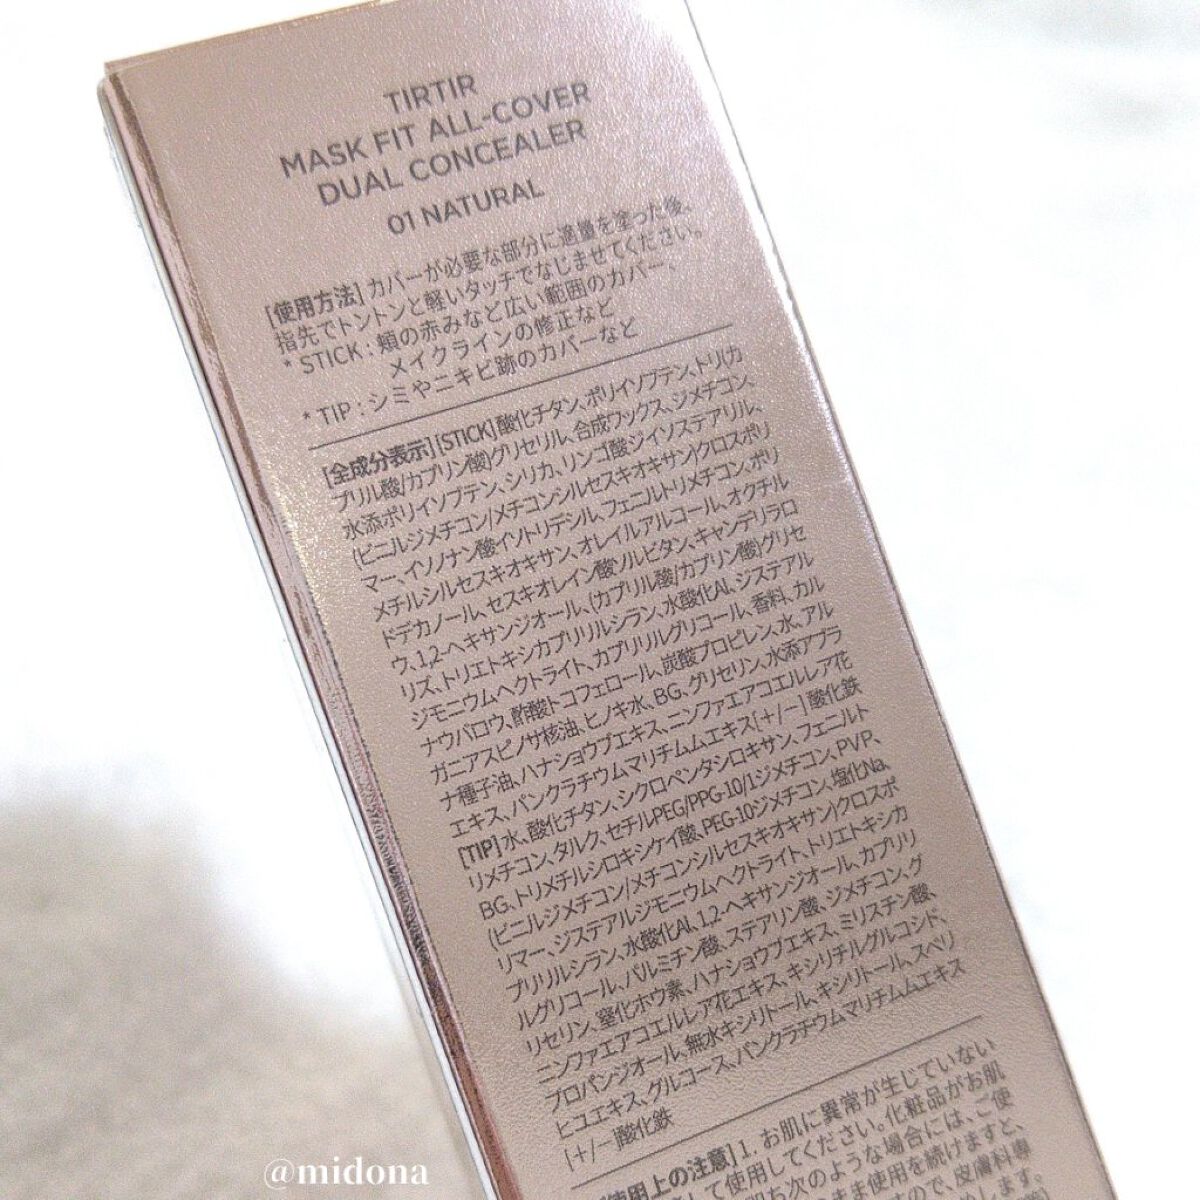 TIRTIR
MASK FIT ALL-COVER
DUAL CONCEALER
01 NATURAL
[使用方法] カバーが必要な部分に適量を塗った後、
指先でトントンと軽いタッチでなじませてください。
* STICK : 頬の赤みなど広い範囲のカバー、
メイクラインの修正など
* TIP : シミやニキビ跡のカバーなど
[全成分表示] [STICK] 酸化チタン、ポリイソブテン、トリ(カ
プリル酸/カプリン酸)グリセリル、合成ワックス、ジメチコン、
水添ポリイソブテン、シリカ、リンゴ酸ジイソステアリル、
(ビニルジメチコン/メチコンシルセスキオキサン)クロスポリ
マー、イソノナン酸イソトリデシル、フェニルトリメチコン、ポリ
メチルシルセスキオキサン、オレイルアルコール、オクチル
ドデカノール、セスキオレイン酸ソルビタン、キャンデリラロ
ウ、1,2-ヘキサンジオール、(カプリル酸/カプリン酸)グリセ
リズ、トリエトキシカプリリルシラン、水酸化Al、ジステアル
ジモニウムヘクトライト、カプリリルグリコール、香料、カル
ナウバロウ、酢酸トコフェロール、炭酸プロピレン、水、アル
ガニアスピノサ核油、ヒノキ水、BG、グリセリン、水添アブラ
ナ種子油、ハナショウブエキス、ニンファエアコエルレア花
エキス、パンクラチウムマリチムムエキス [+/−] 酸化鉄
[TIP] 水、酸化チタン、シクロペンタシロキサン、フェニルト
リメチコン、タルク、セチルPEG/PPG-10/1ジメチコン、PVP、
BG、トリメチルシロキシケイ酸、PEG-10ジメチコン、塩化Na、
(ビニルジメチコン/メチコンシルセスキオキサン)クロスポ
リマー、ジステアルジモニウムヘクトライト、トリエトキシカ
プリリルシラン、水酸化Al、1,2-ヘキサンジオール、カプリリ
ルグリコール、パルミチン酸、ステアリン酸、ジメチコン、グ
リセリン、窒化ホウ素、ハナショウブエキス、ミリスチン酸、
ニンファエアコエルレア花エキス、キシリチルグルコシド、
プロパンジオール、無水キシリトール、キシリトール、スベリ
ヒユエキス、グルコース、パンクラチウムマリチムムエキス
[+/−] 酸化鉄
使用上の注意] 1. お肌に異常が生じていない
して使用してください。化粧品がお肌
次のような場合には、ご使
まま使用を続けますと、
ので、皮膚科専
@midona